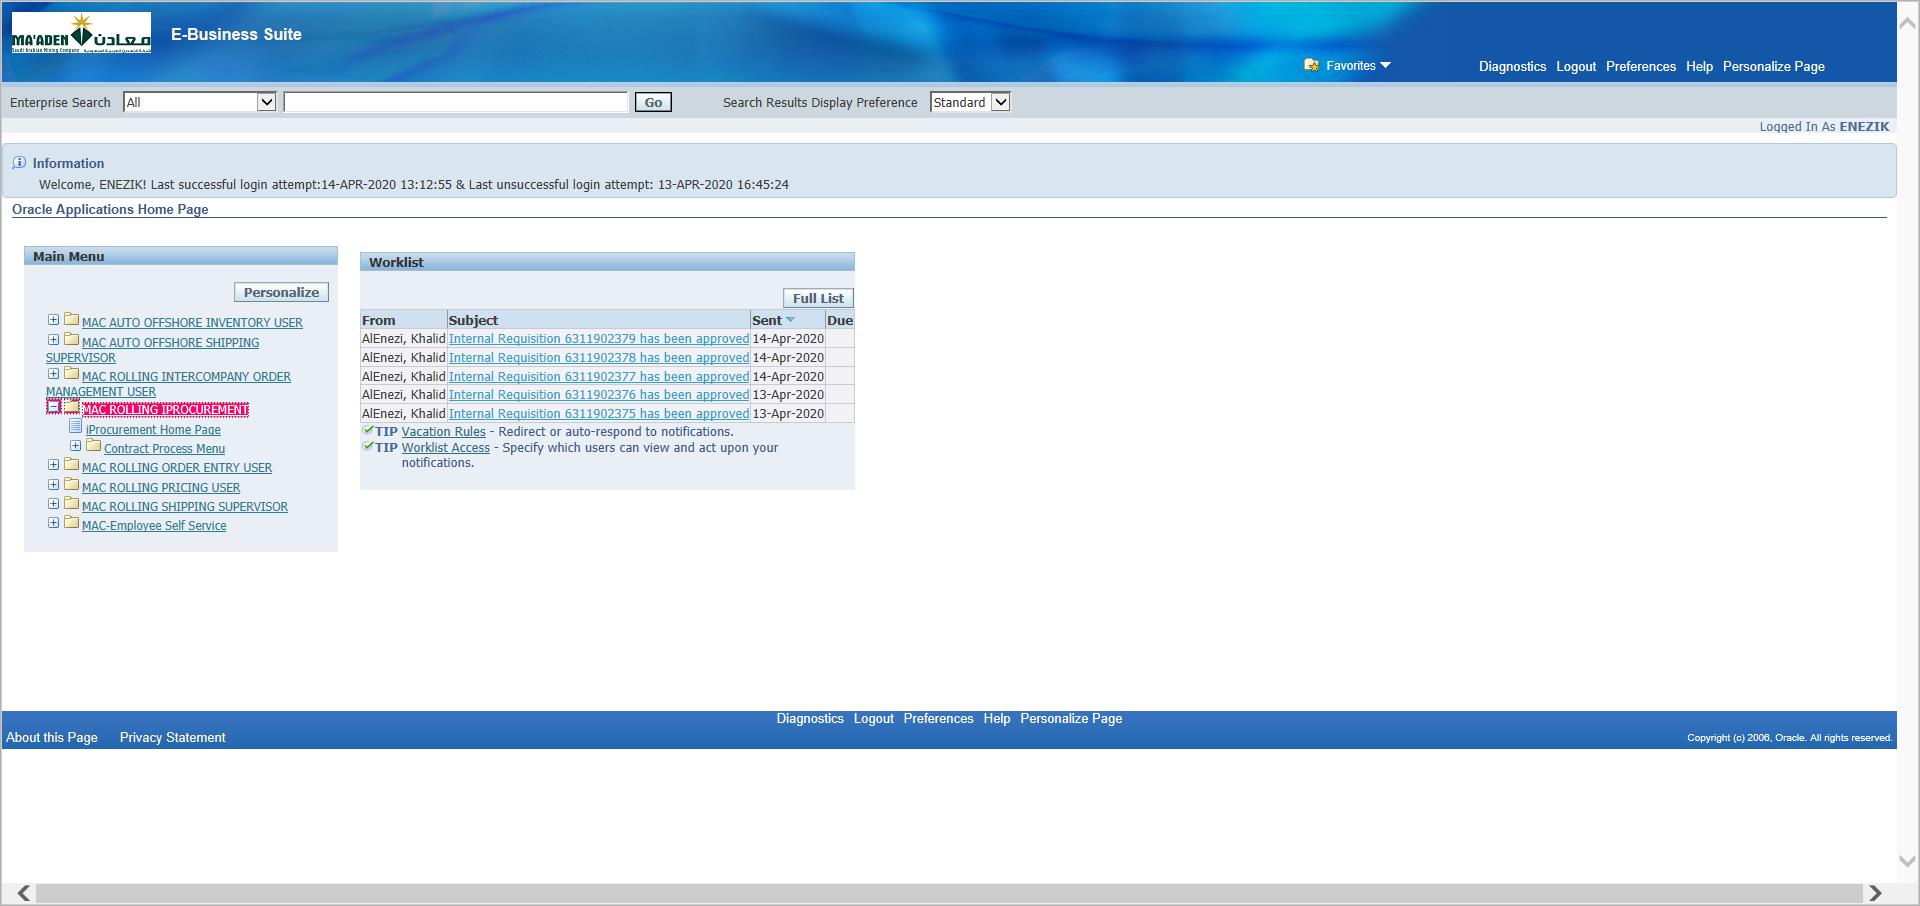 MA'ADEN معادن
Saudi Arabian Mining Company
E-Business Suite
Favorites
Diagnostics Logout Preferences Help Personalize Page
Enterprise Search All Go Search Results Display Preference Standard
Logged In As ENEZIK
Information
Welcome, ENEZIK! Last successful login attempt:14-APR-2020 13:12:55 & Last unsuccessful login attempt: 13-APR-2020 16:45:24
Oracle Applications Home Page
Main Menu
Personalize
MAC AUTO OFFSHORE INVENTORY USER
MAC AUTO OFFSHORE SHIPPING
SUPERVISOR
MAC ROLLING INTERCOMPANY ORDER
MANAGEMENT USER
MAC ROLLING IPROCUREMENT
iProcurement Home Page
Contract Process Menu
MAC ROLLING ORDER ENTRY USER
MAC ROLLING PRICING USER
MAC ROLLING SHIPPING SUPERVISOR
MAC-Employee Self Service
Worklist
Full List
From Subject Sent Due
AlEnezi, Khalid Internal Requisition 6311902379 has been approved 14-Apr-2020
AlEnezi, Khalid Internal Requisition 6311902378 has been approved 14-Apr-2020
AlEnezi, Khalid Internal Requisition 6311902377 has been approved 14-Apr-2020
AlEnezi, Khalid Internal Requisition 6311902376 has been approved 13-Apr-2020
AlEnezi, Khalid Internal Requisition 6311902375 has been approved 13-Apr-2020
TIP Vacation Rules - Redirect or auto-respond to notifications.
TIP Worklist Access - Specify which users can view and act upon your
notifications.
Diagnostics Logout Preferences Help Personalize Page
About this Page Privacy Statement
Copyright (c) 2006, Oracle. All rights reserved.